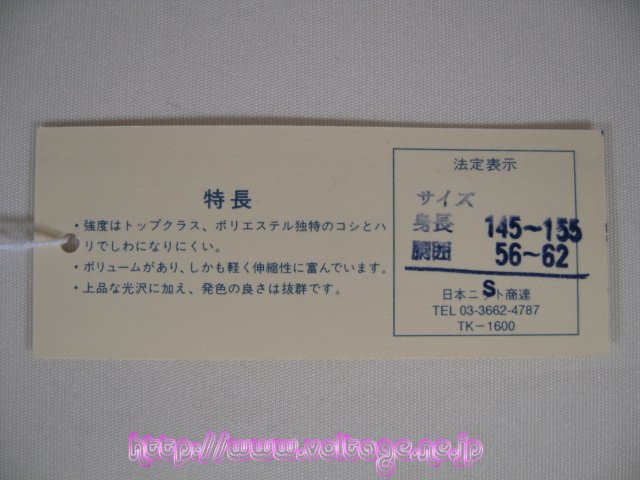 特長
・強度はトップクラス、ポリエステル独特のコシとハ
リでしわになりにくい。
・ボリュームがあり、しかも軽く伸縮性に富んでいます。
・上品な光沢に加え、発色の良さは抜群です。
法定表示
サイズ
身長 145～155
胴囲 56～62
S
日本ニット商連
TEL 03-3662-4787
TK－1600
http://www.voltage.ne.jp